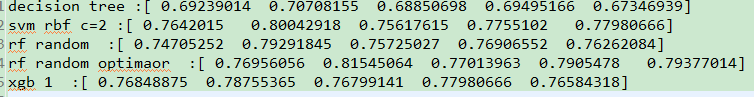 decision tree :[ 0.69239014 0.70708155 0.68850698 0.69495166 0.67346939]
svm rbf c=2 :[ 0.7642015 0.80042918 0.75617615 0.7755102 0.77980666]
rf random :[ 0.74705252 0.79291845 0.75725027 0.76906552 0.76262084]
rf random optimaor :[ 0.76956056 0.81545064 0.77013963 0.7905478 0.79377014]
xgb 1 :[ 0.76848875 0.78755365 0.76799141 0.77980666 0.76584318]